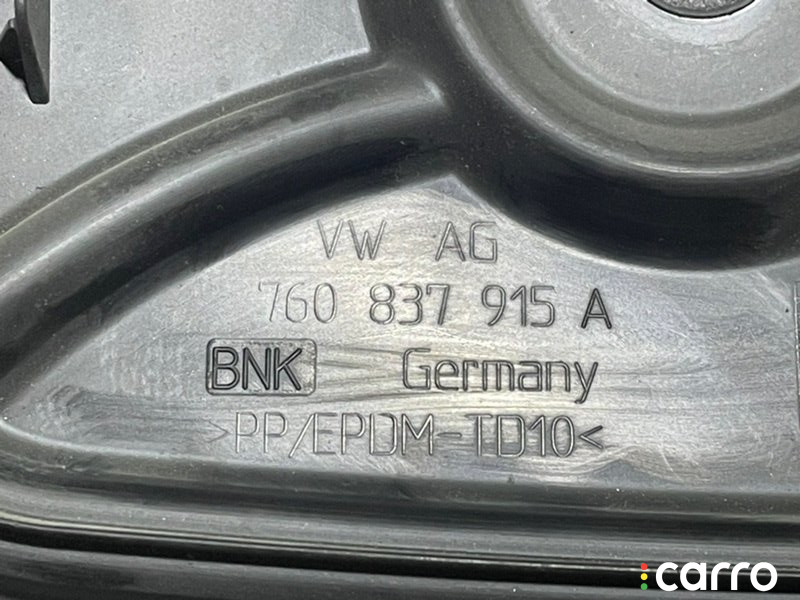 VW AG
760 837 915 A
BNK Germany
>PP/EPDM-TD10<
carro